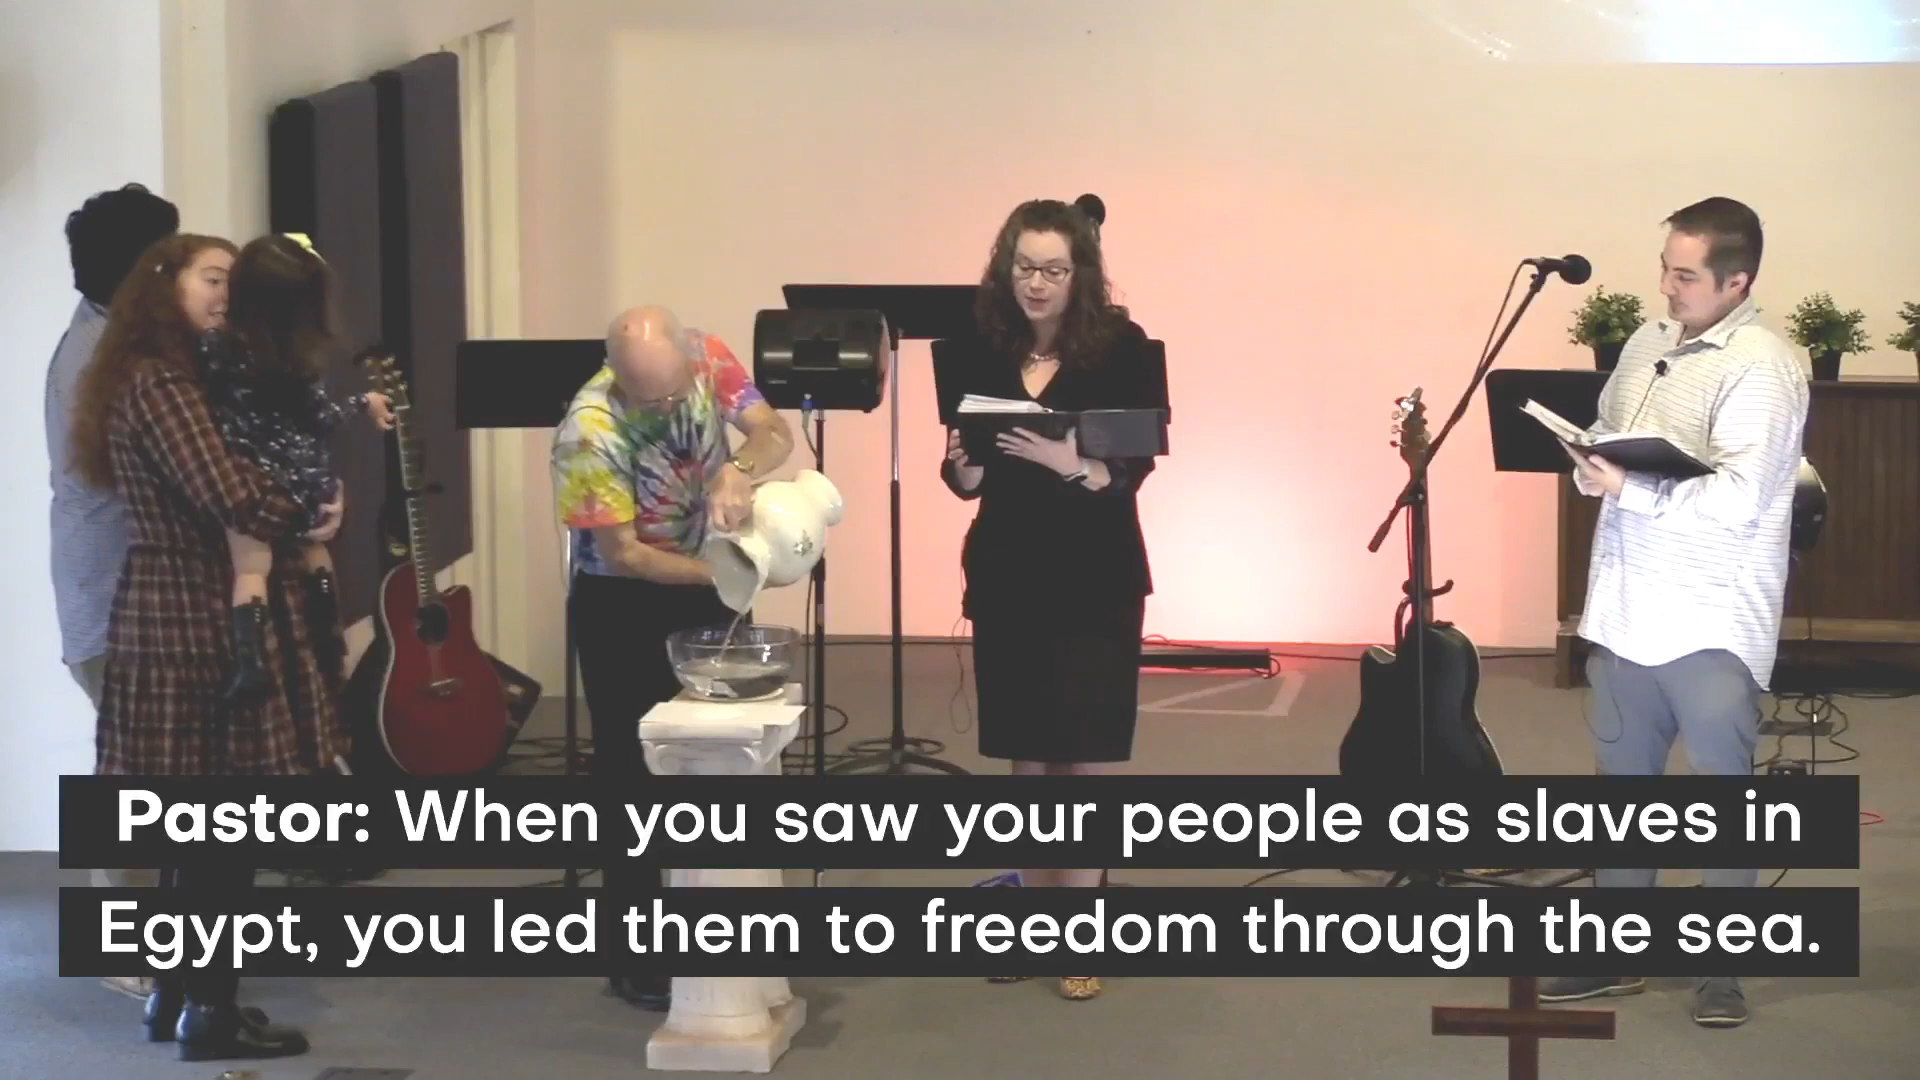 Pastor: When you saw your people as slaves in
Egypt, you led them to freedom through the sea.